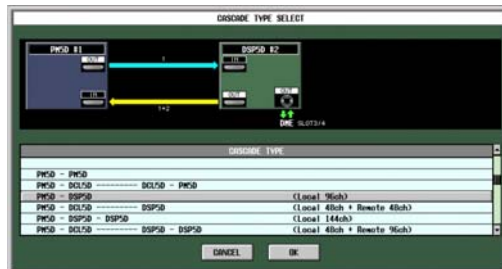 CASCADE TYPE SELECT
PM5D #1
DSP5D #2
OUT
1
IN
IN
1+2
OUT
OUT
DME SLOT3/4
CASCADE TYPE
PM5D - PM5D
PM5D - DCU5D --------- DCU5D - PM5D
PM5D - DSP5D (Local 96ch)
PM5D - DCU5D --------- DSP5D (Local 48ch + Remote 48ch)
PM5D - DSP5D - DSP5D (Local 144ch)
PM5D - DCU5D --------- DSP5D - DSP5D (Local 48ch + Remote 96ch)
CANCEL
OK